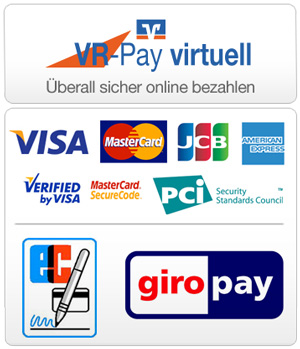 VR-Pay virtuell
Überall sicher online bezahlen
VISA MasterCard JCB AMERICAN EXPRESS
VERIFIED by VISA
MasterCard. SecureCode.
PCi Security Standards Council ™
ec
giro pay